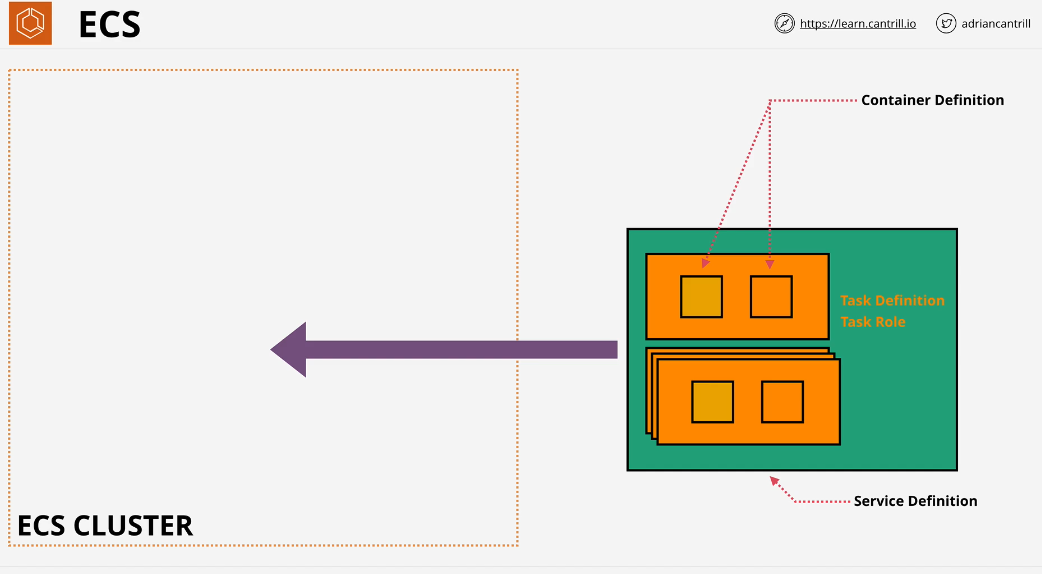 ECS
https://learn.cantrill.io
adriancantrill
Container Definition
Task Definition
Task Role
Service Definition
ECS CLUSTER